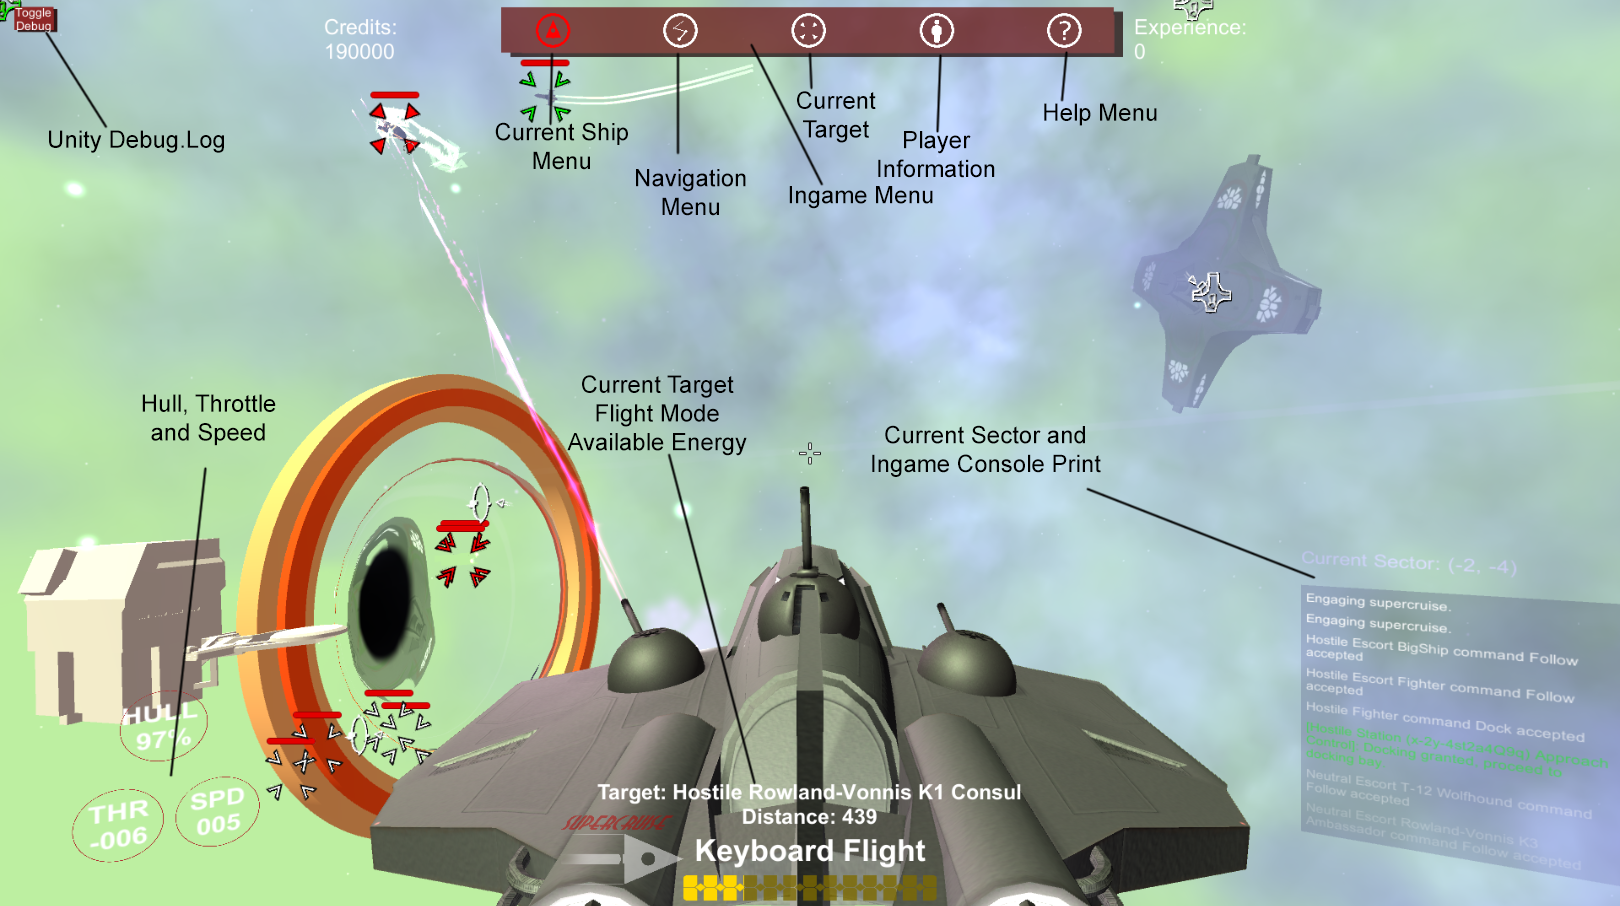 Toggle
Debug
Credits:
190000
Experience:
0
?
Unity Debug.Log
Current Ship
Menu
Navigation
Menu
Current
Target
Ingame Menu
Player
Information
Help Menu
Hull, Throttle
and Speed
Current Target
Flight Mode
Available Energy
Current Sector and
Ingame Console Print
Current Sector: (-2, -4)
Engaging supercruise.
Engaging supercruise.
Hostile Escort BigShip command Follow
accepted
Hostile Escort Fighter command Follow
accepted
Hostile Fighter command Dock accepted
Neutral Escort T-12 Wolfhound command
Follow accepted
Neutral Escort Rowland-Vonnis K3
Ambassador command Follow accepted
HULL
97%
THR
-006
SPD
005
Target: Hostile Rowland-Vonnis K1 Consul
Distance: 439
SUPERCRUISE
Keyboard Flight